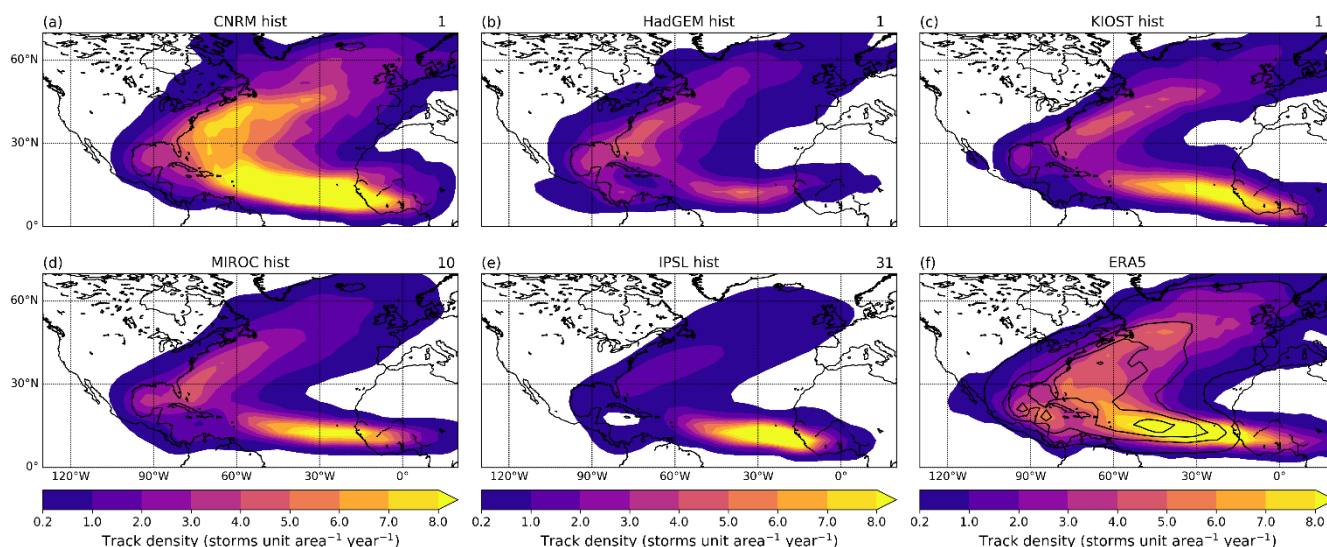 (a) CNRM hist 1
(b) HadGEM hist 1
(c) KIOST hist 1
60°N
30°N
0°
(d) MIROC hist 10
(e) IPSL hist 31
(f) ERA5
60°N
30°N
0°
120°W 90°W 60°W 30°W 0°
120°W 90°W 60°W 30°W 0°
120°W 90°W 60°W 30°W 0°
0.2 1.0 2.0 3.0 4.0 5.0 6.0 7.0 8.0
0.2 1.0 2.0 3.0 4.0 5.0 6.0 7.0 8.0
0.2 1.0 2.0 3.0 4.0 5.0 6.0 7.0 8.0
Track density (storms unit area⁻¹ year⁻¹)
Track density (storms unit area⁻¹ year⁻¹)
Track density (storms unit area⁻¹ year⁻¹)